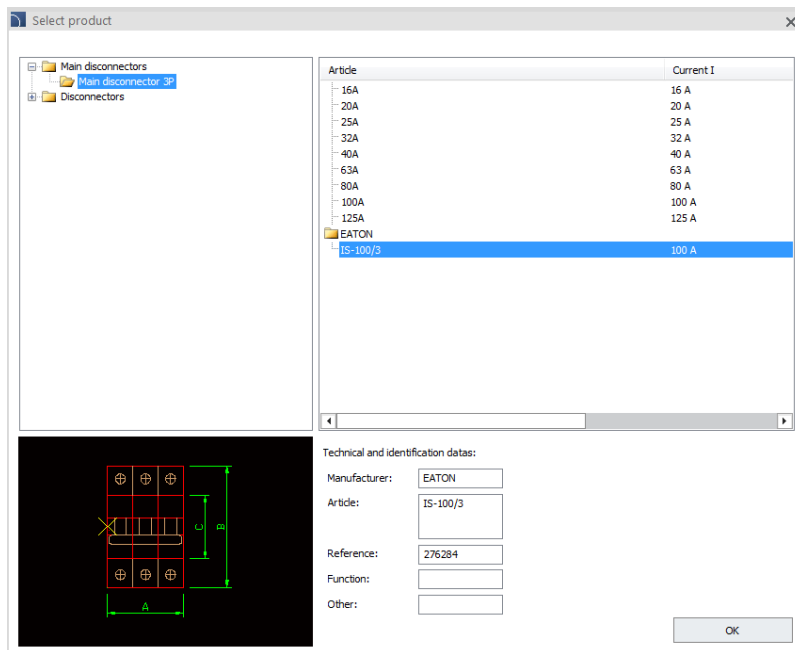 Select product
Main disconnectors
Main disconnector 3P
Disconnectors
Article Current I
16A 16 A
20A 20 A
25A 25 A
32A 32 A
40A 40 A
63A 63 A
80A 80 A
100A 100 A
125A 125 A
EATON
IS-100/3 100 A
C
B
A
Technical and identification datas:
Manufacturer: EATON
Article: IS-100/3
Reference: 276284
Function:
Other:
OK